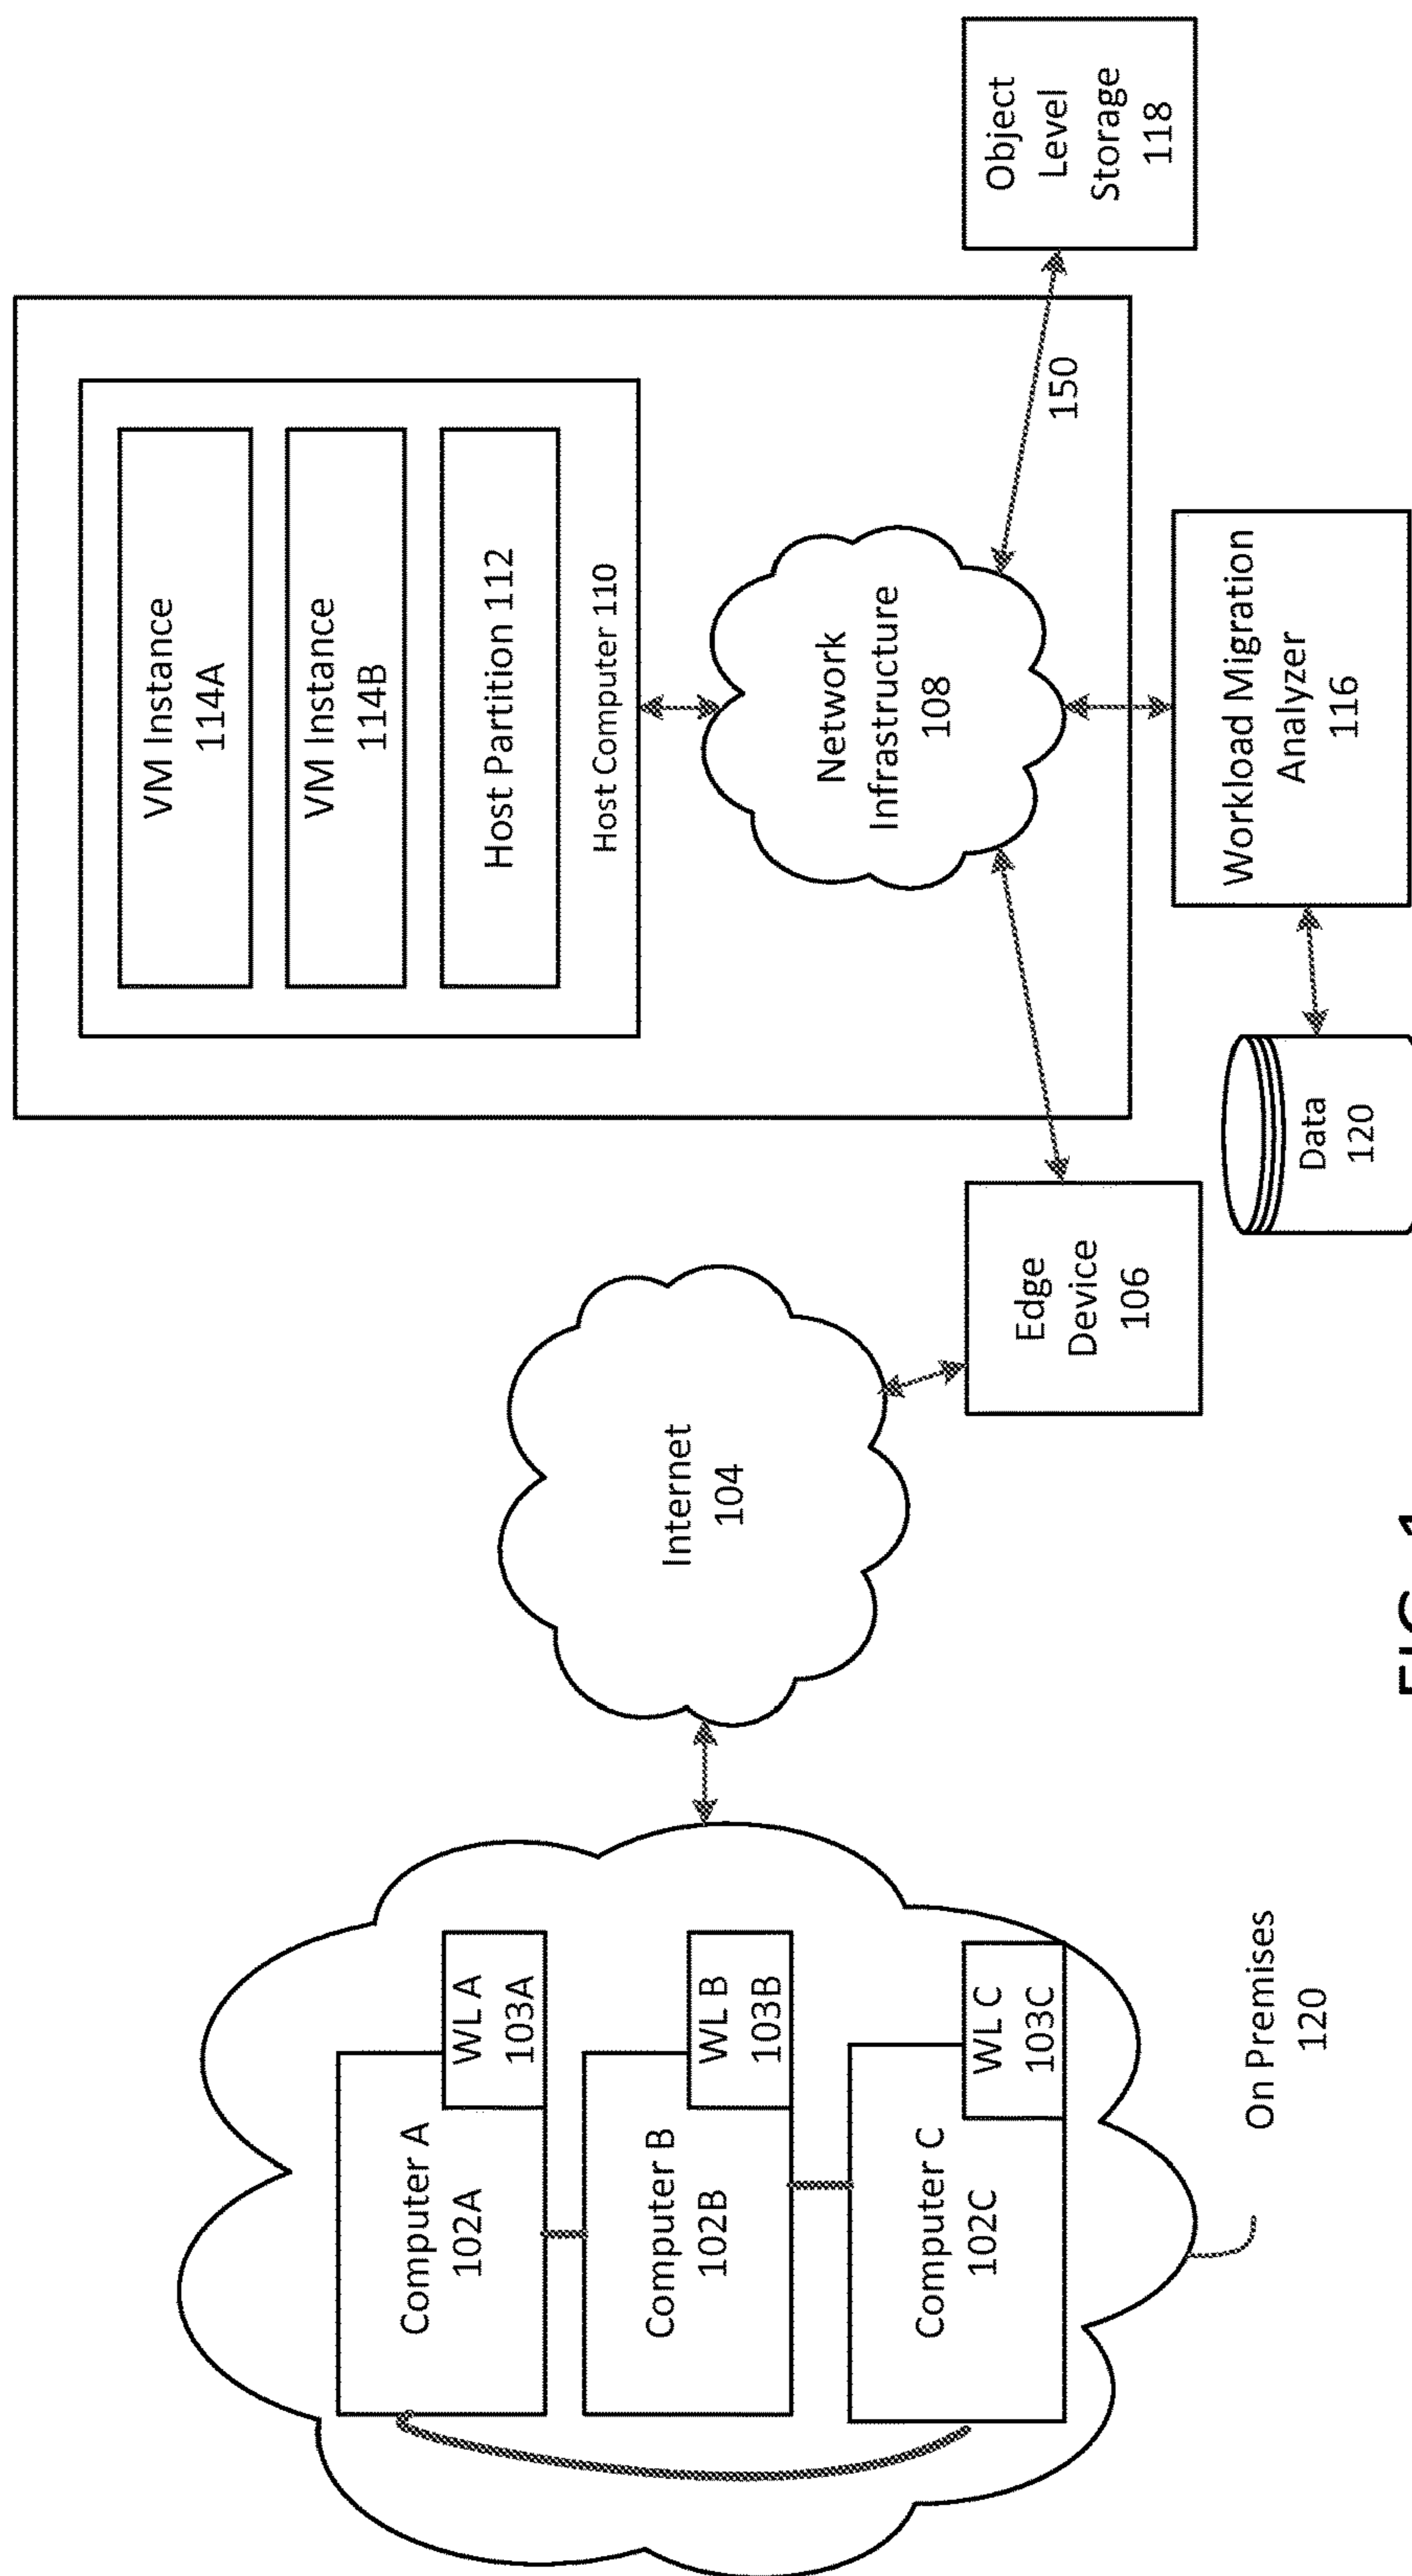 Computer A
102A
WL A
103A
Computer B
102B
WL B
103B
Computer C
102C
WL C
103C
On Premises
120
Internet
104
Edge
Device
106
VM Instance
114A
VM Instance
114B
Host Partition 112
Host Computer 110
Network
Infrastructure
108
150
Object
Level
Storage
118
Workload Migration
Analyzer
116
Data
120
FIG. 1